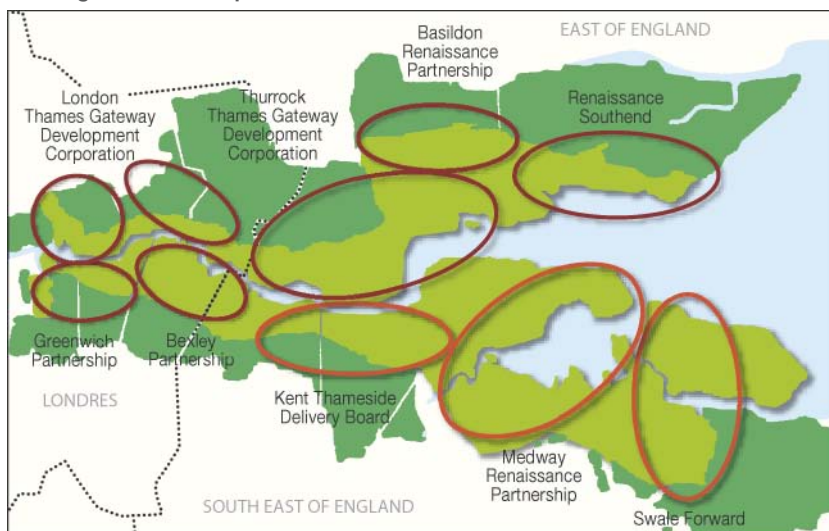 EAST OF ENGLAND
Basildon
Renaissance
Partnership
London
Thames Gateway
Development
Corporation
Thurrock
Thames Gateway
Development
Corporation
Renaissance
Southend
Greenwich
Partnership
Bexley
Partnership
LONDRES
Kent Thameside
Delivery Board
Medway
Renaissance
Partnership
SOUTH EAST OF ENGLAND
Swale Forward